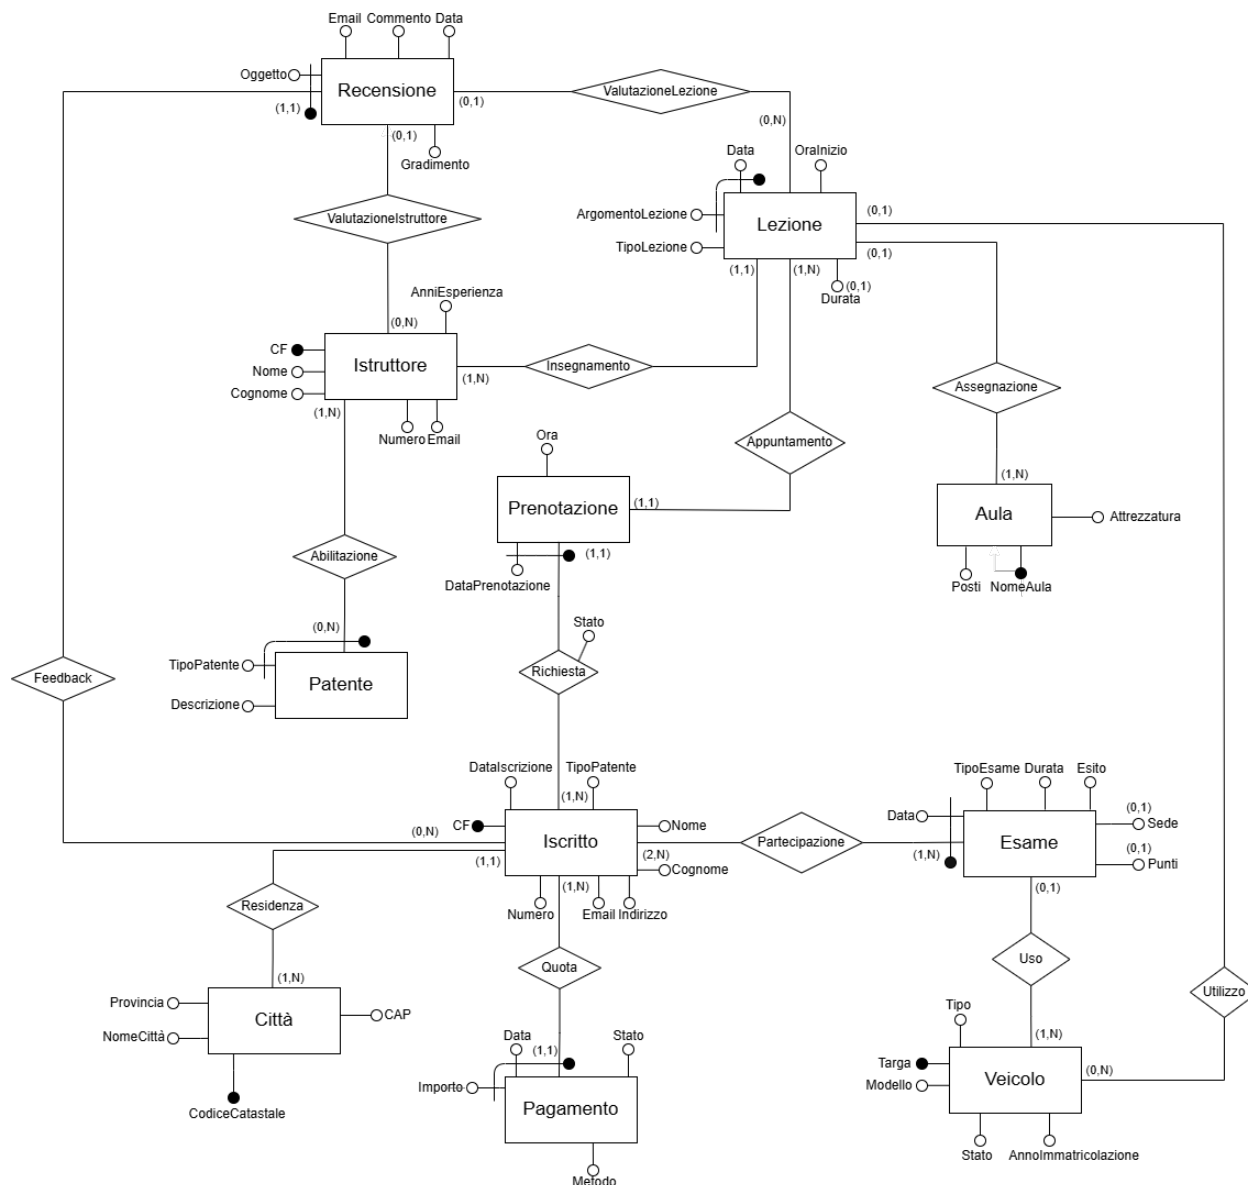 Email Commento Data
Oggetto
Recensione
(1,1)
(0,1)
ValutazioneLezione
(0,N)
(0,1)
Gradimento
Data
OraInizio
ValutazioneIstruttore
ArgomentoLezione
Lezione
(0,1)
TipoLezione
(0,1)
(1,1)
(1,N)
(0,1)
Durata
AnniEsperienza
(0,N)
CF
Istruttore
Nome
Insegnamento
(1,N)
Cognome
Assegnazione
(1,N)
Numero Email
Ora
Appuntamento
(1,N)
Prenotazione
(1,1)
Aula
Attrezzatura
(1,1)
Abilitazione
DataPrenotazione
Posti
NomeAula
(0,N)
Stato
TipoPatente
Feedback
Richiesta
Patente
Descrizione
DataIscrizione TipoPatente
TipoEsame Durata Esito
(1,N)
(0,1)
Data
Sede
CF
Nome
(0,N)
Iscritto
Partecipazione
Esame
(0,1)
(1,1)
(2,N)
(1,N)
Punti
Cognome
(1,N)
(0,1)
Residenza
Numero
Email Indirizzo
Quota
Uso
(1,N)
Utilizzo
Provincia
Città
CAP
Tipo
NomeCittà
Data
Stato
(1,N)
(1,1)
Targa
Veicolo
(0,N)
Importo
Modello
Pagamento
CodiceCatastale
Stato
AnnoImmatricolazione
Metodo